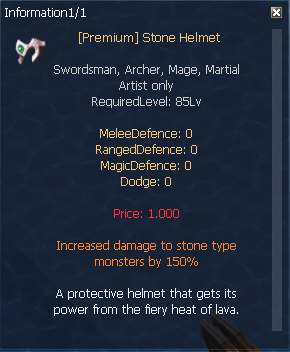 Information1/1
[Premium] Stone Helmet
Swordsman, Archer, Mage, Martial
Artist only
RequiredLevel: 85Lv
MeleeDefence: 0
RangedDefence: 0
MagicDefence: 0
Dodge: 0
Price: 1.000
Increased damage to stone type
monsters by 150%
A protective helmet that gets its
power from the fiery heat of lava.